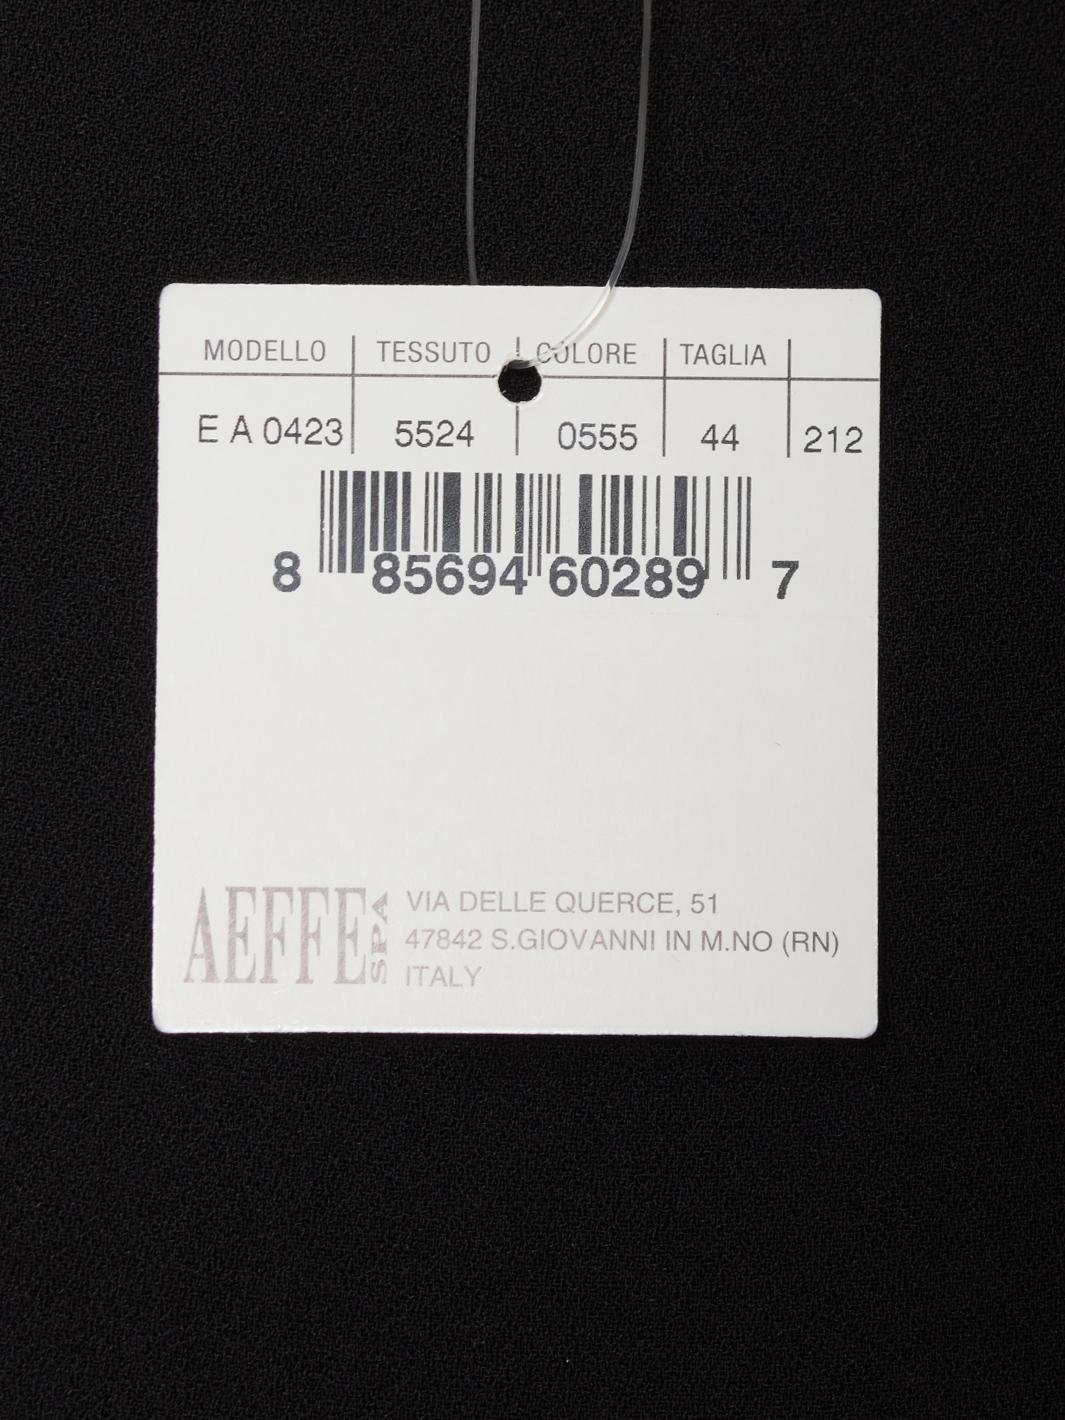 MODELLO TESSUTO COLORE TAGLIA
E A 0423 5524 0555 44 212
8 85694 60289 7
AEFFE SPA
VIA DELLE QUERCE, 51
47842 S.GIOVANNI IN M.NO (RN)
ITALY